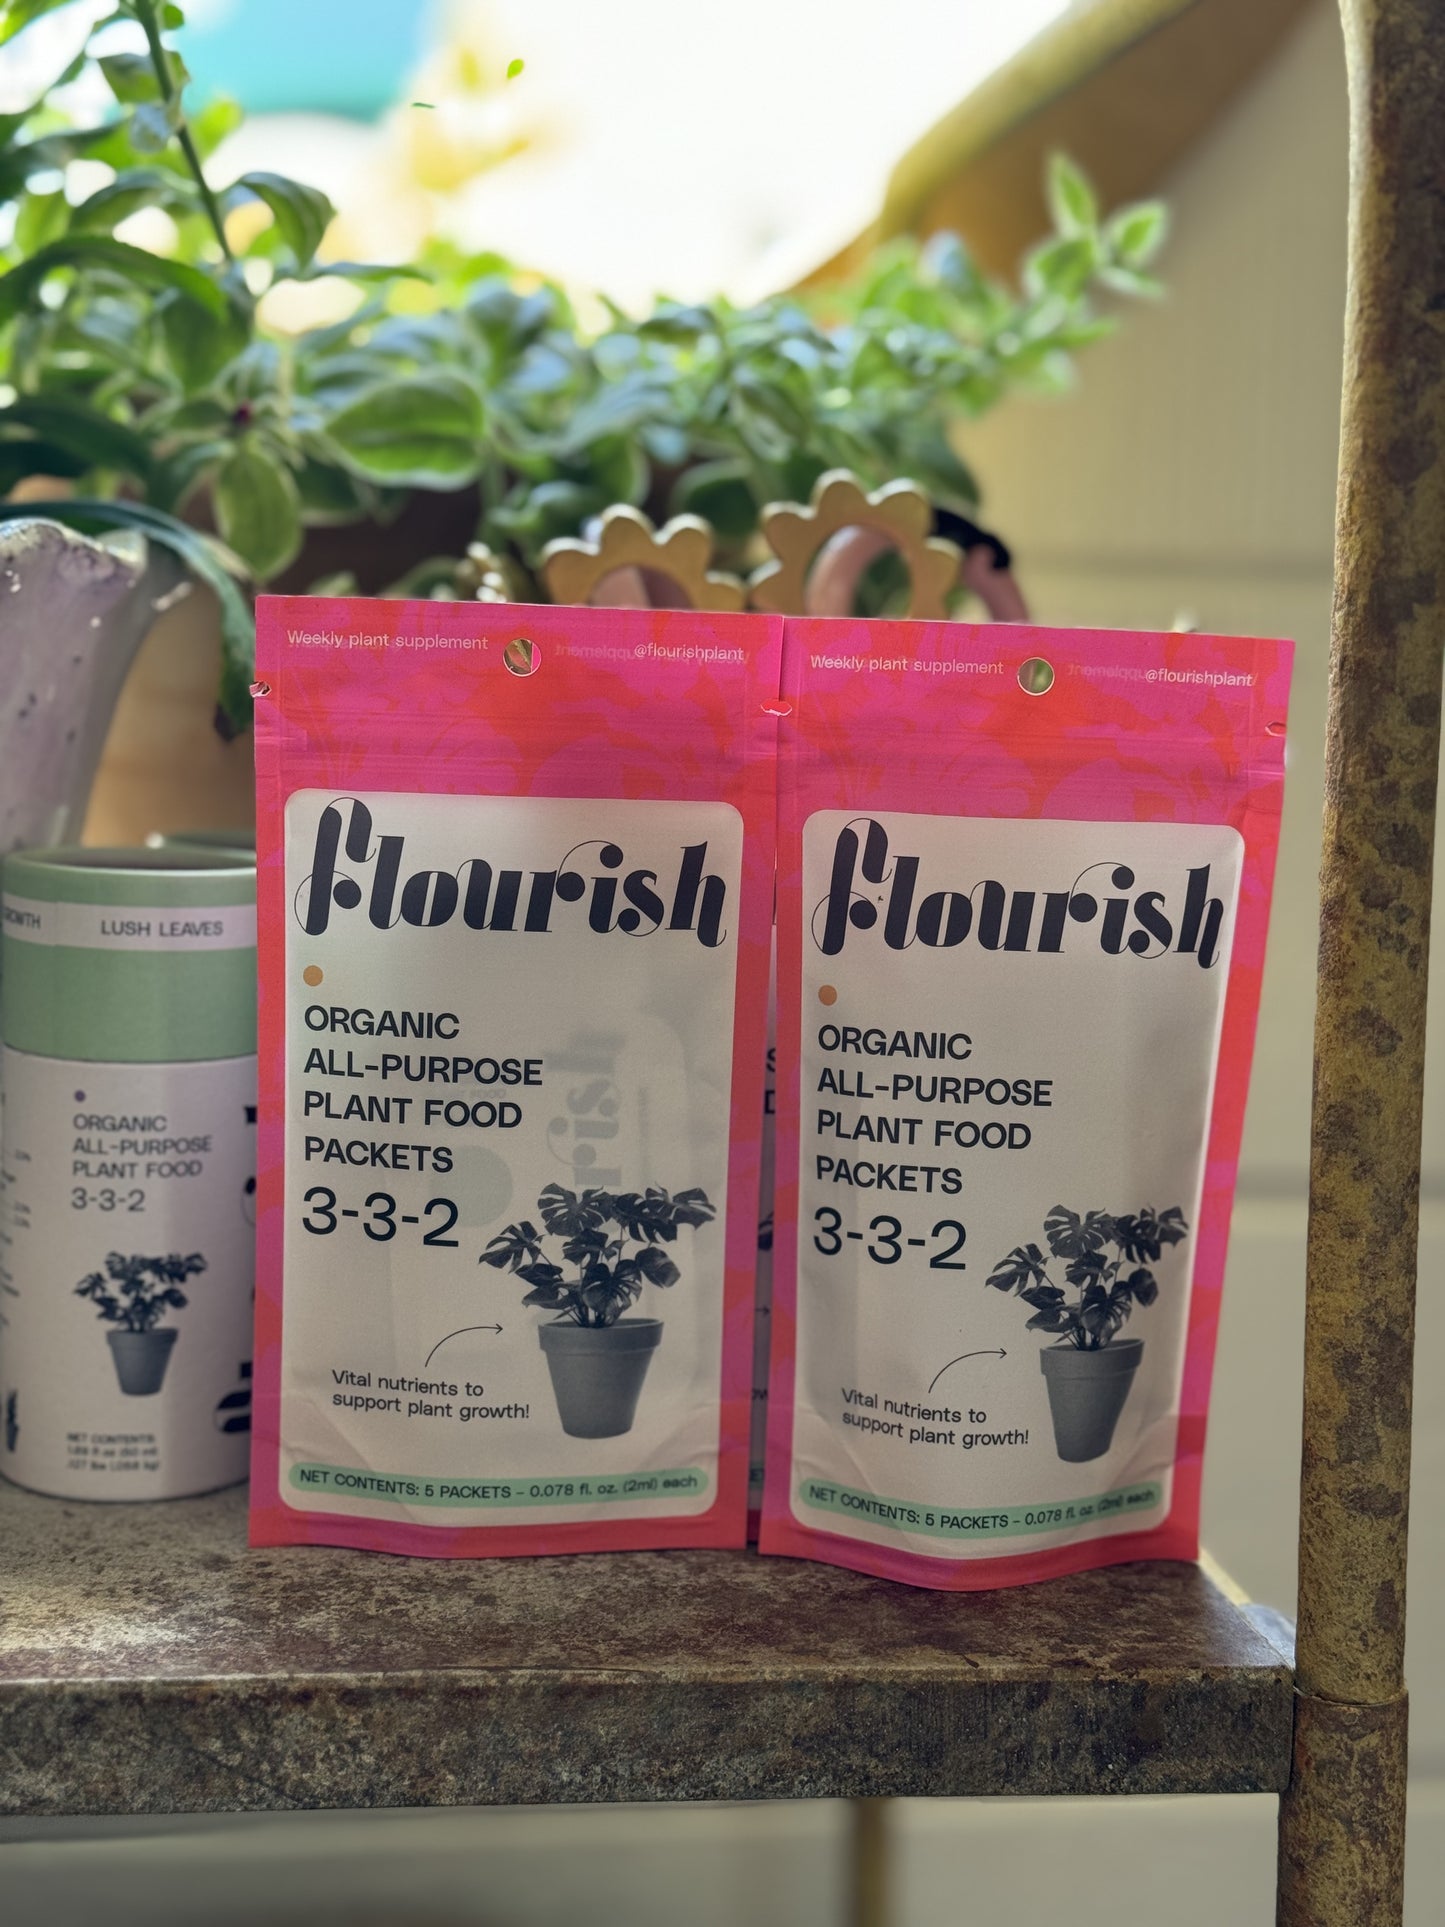 Weekly plant supplement
@flourishplant
flourish
ORGANIC
ALL-PURPOSE
PLANT FOOD
PACKETS
3-3-2
Vital nutrients to
support plant growth!
NET CONTENTS: 5 PACKETS – 0.078 fl. oz. (2ml) each
Weekly plant supplement
@flourishplant
flourish
ORGANIC
ALL-PURPOSE
PLANT FOOD
PACKETS
3-3-2
Vital nutrients to
support plant growth!
NET CONTENTS: 5 PACKETS – 0.078 fl. oz. (2ml) each
LUSH LEAVES
ORGANIC
ALL-PURPOSE
PLANT FOOD
3-3-2
NET CONTENTS: